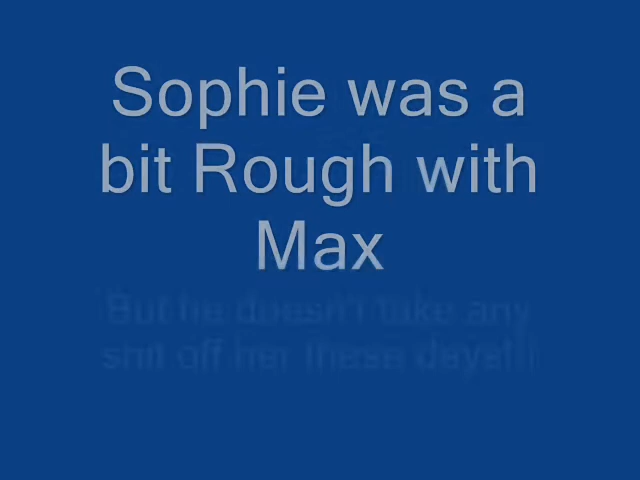 Sophie was a
bit Rough with
Max
But he doesn't take any
shit off her these days!!!